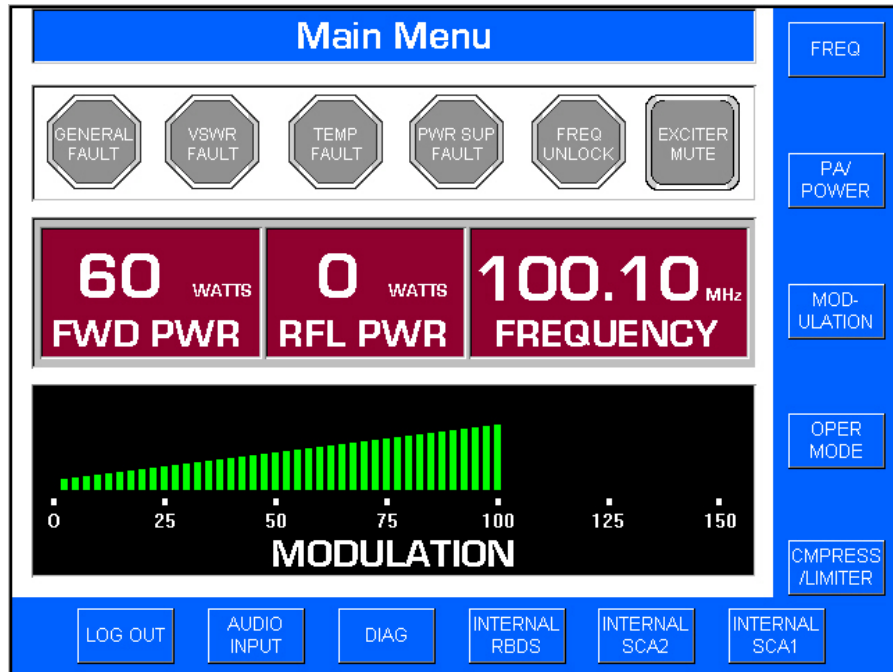 Main Menu
FREQ
GENERAL
FAULT
VSWR
FAULT
TEMP
FAULT
PWR SUP
FAULT
FREQ
UNLOCK
EXCITER
MUTE
PA/
POWER
60 WATTS
FWD PWR
0 WATTS
RFL PWR
100.10 MHz
FREQUENCY
MOD-
ULATION
0 25 50 75 100 125 150
MODULATION
OPER
MODE
CMPRESS
/LIMITER
LOG OUT
AUDIO
INPUT
DIAG
INTERNAL
RBDS
INTERNAL
SCA2
INTERNAL
SCA1